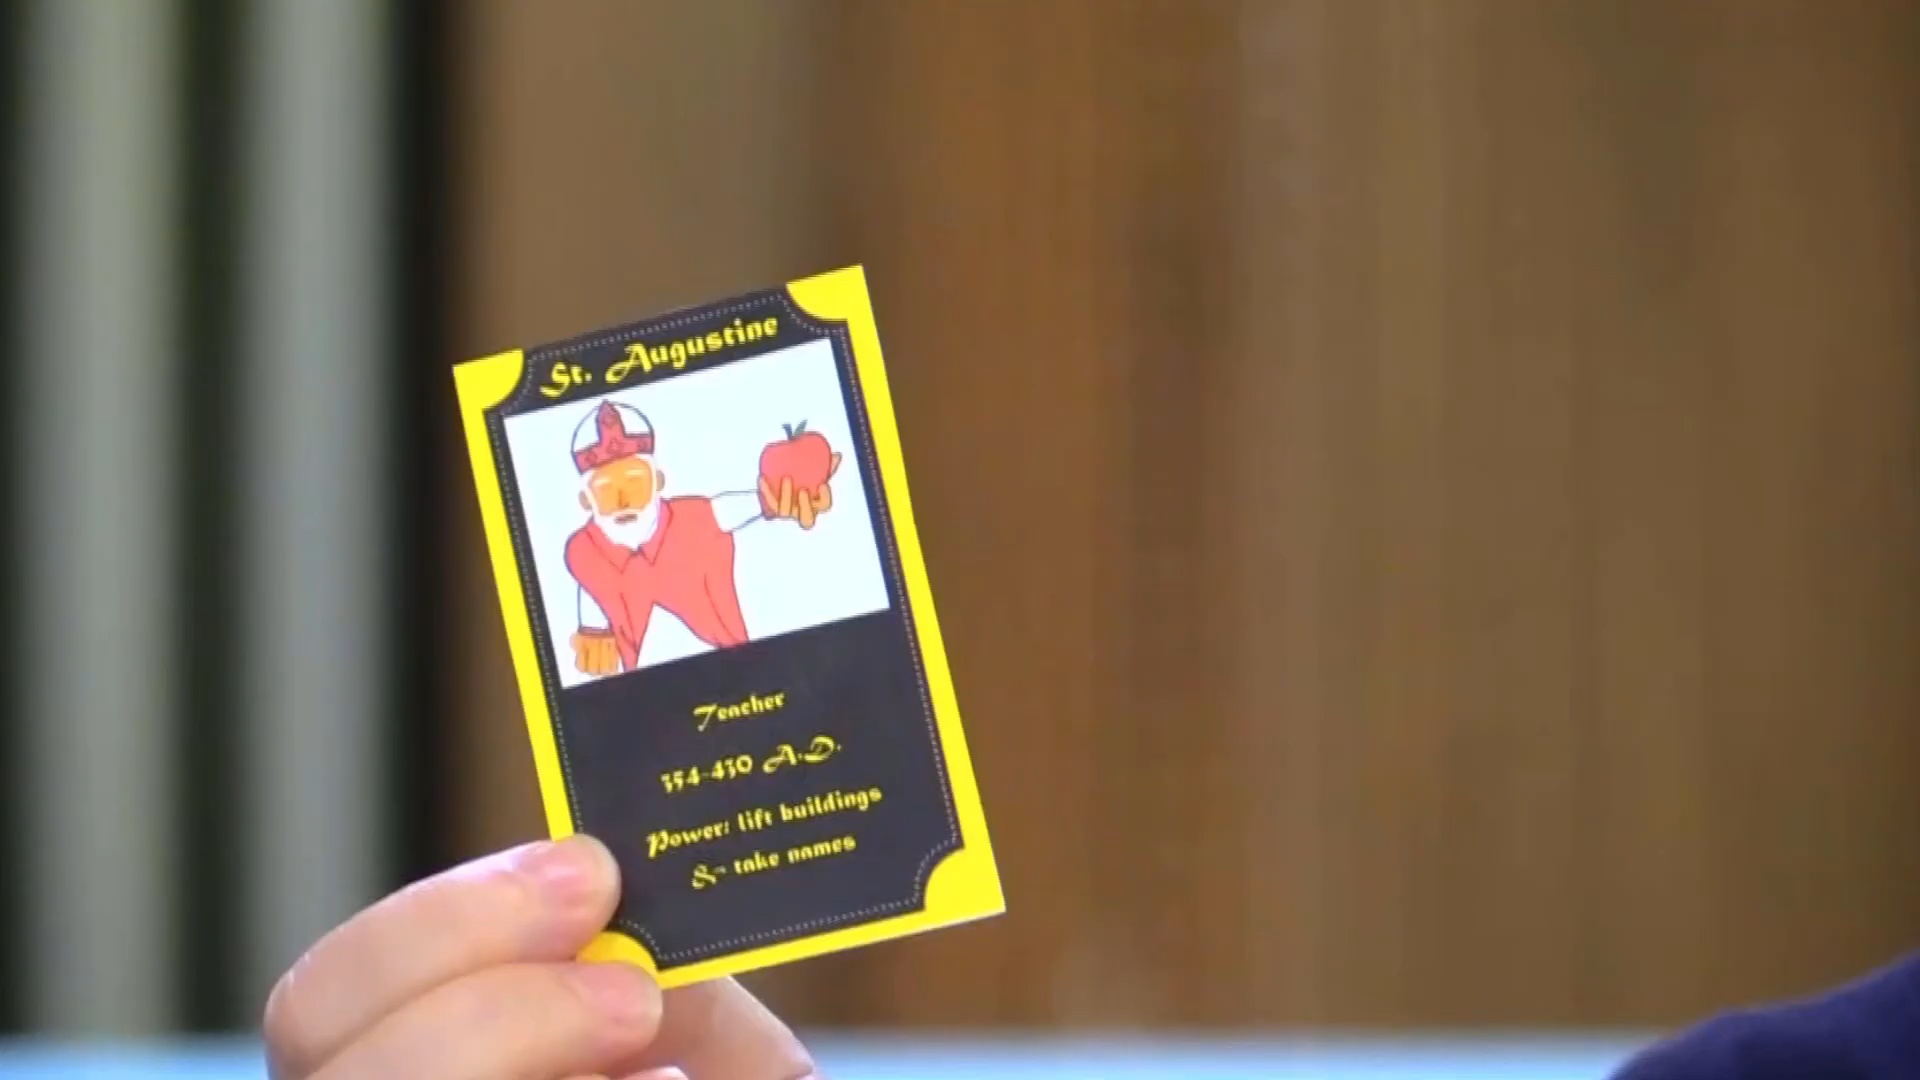 St. Augustine
Teacher
354-430 A.D.
Power: lift buildings
& take names